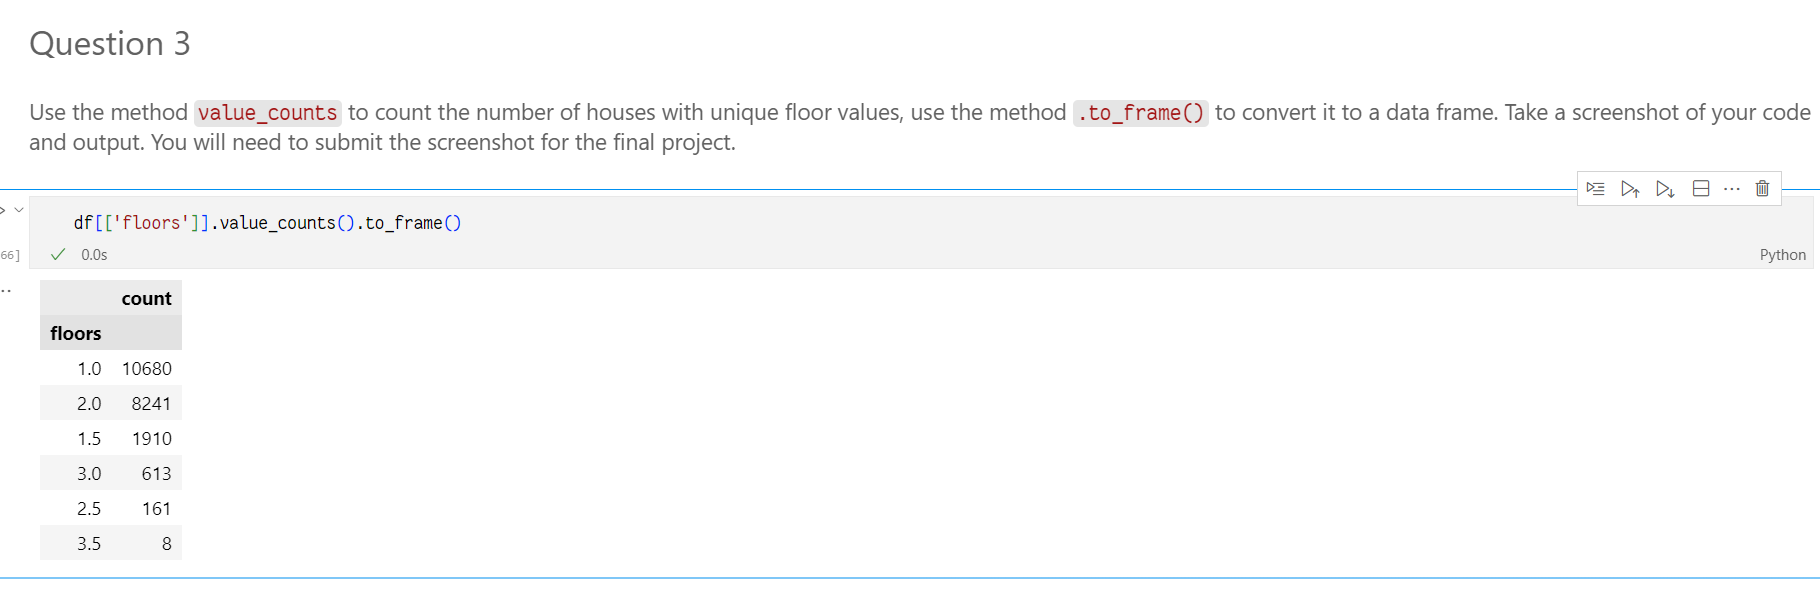 Question 3
Use the method value_counts to count the number of houses with unique floor values, use the method .to_frame() to convert it to a data frame. Take a screenshot of your code
and output. You will need to submit the screenshot for the final project.
df[['floors']].value_counts().to_frame()
66]
0.0s
Python
count
floors
1.0 10680
2.0 8241
1.5 1910
3.0 613
2.5 161
3.5 8